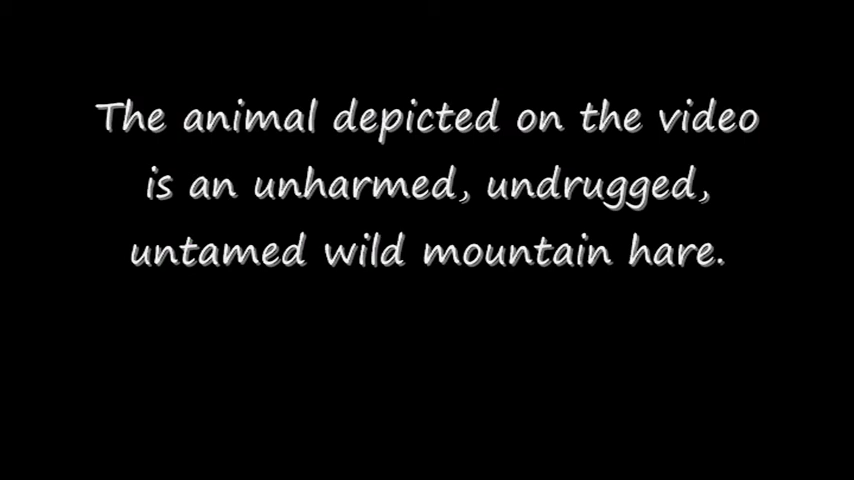 The animal depicted on the video
is an unharmed, undrugged,
untamed wild mountain hare.